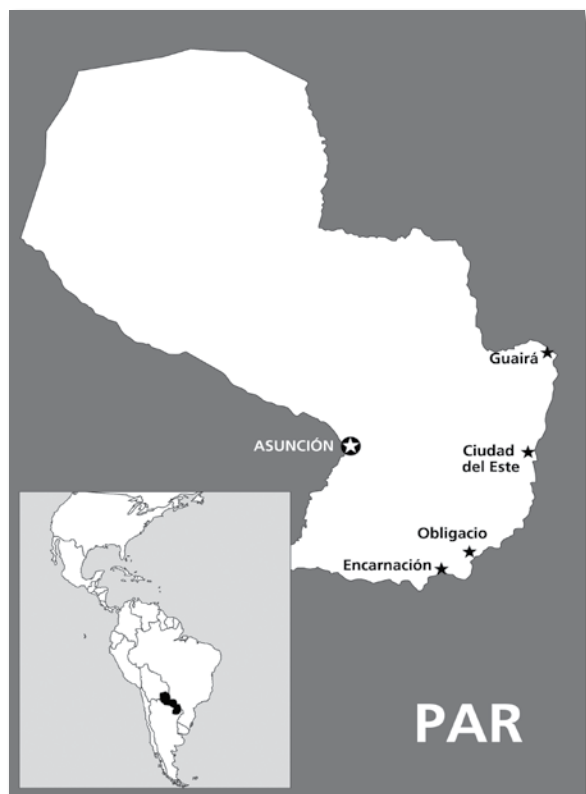 Guairá
ASUNCIÓN
Ciudad
del Este
Obligacio
Encarnación
PAR